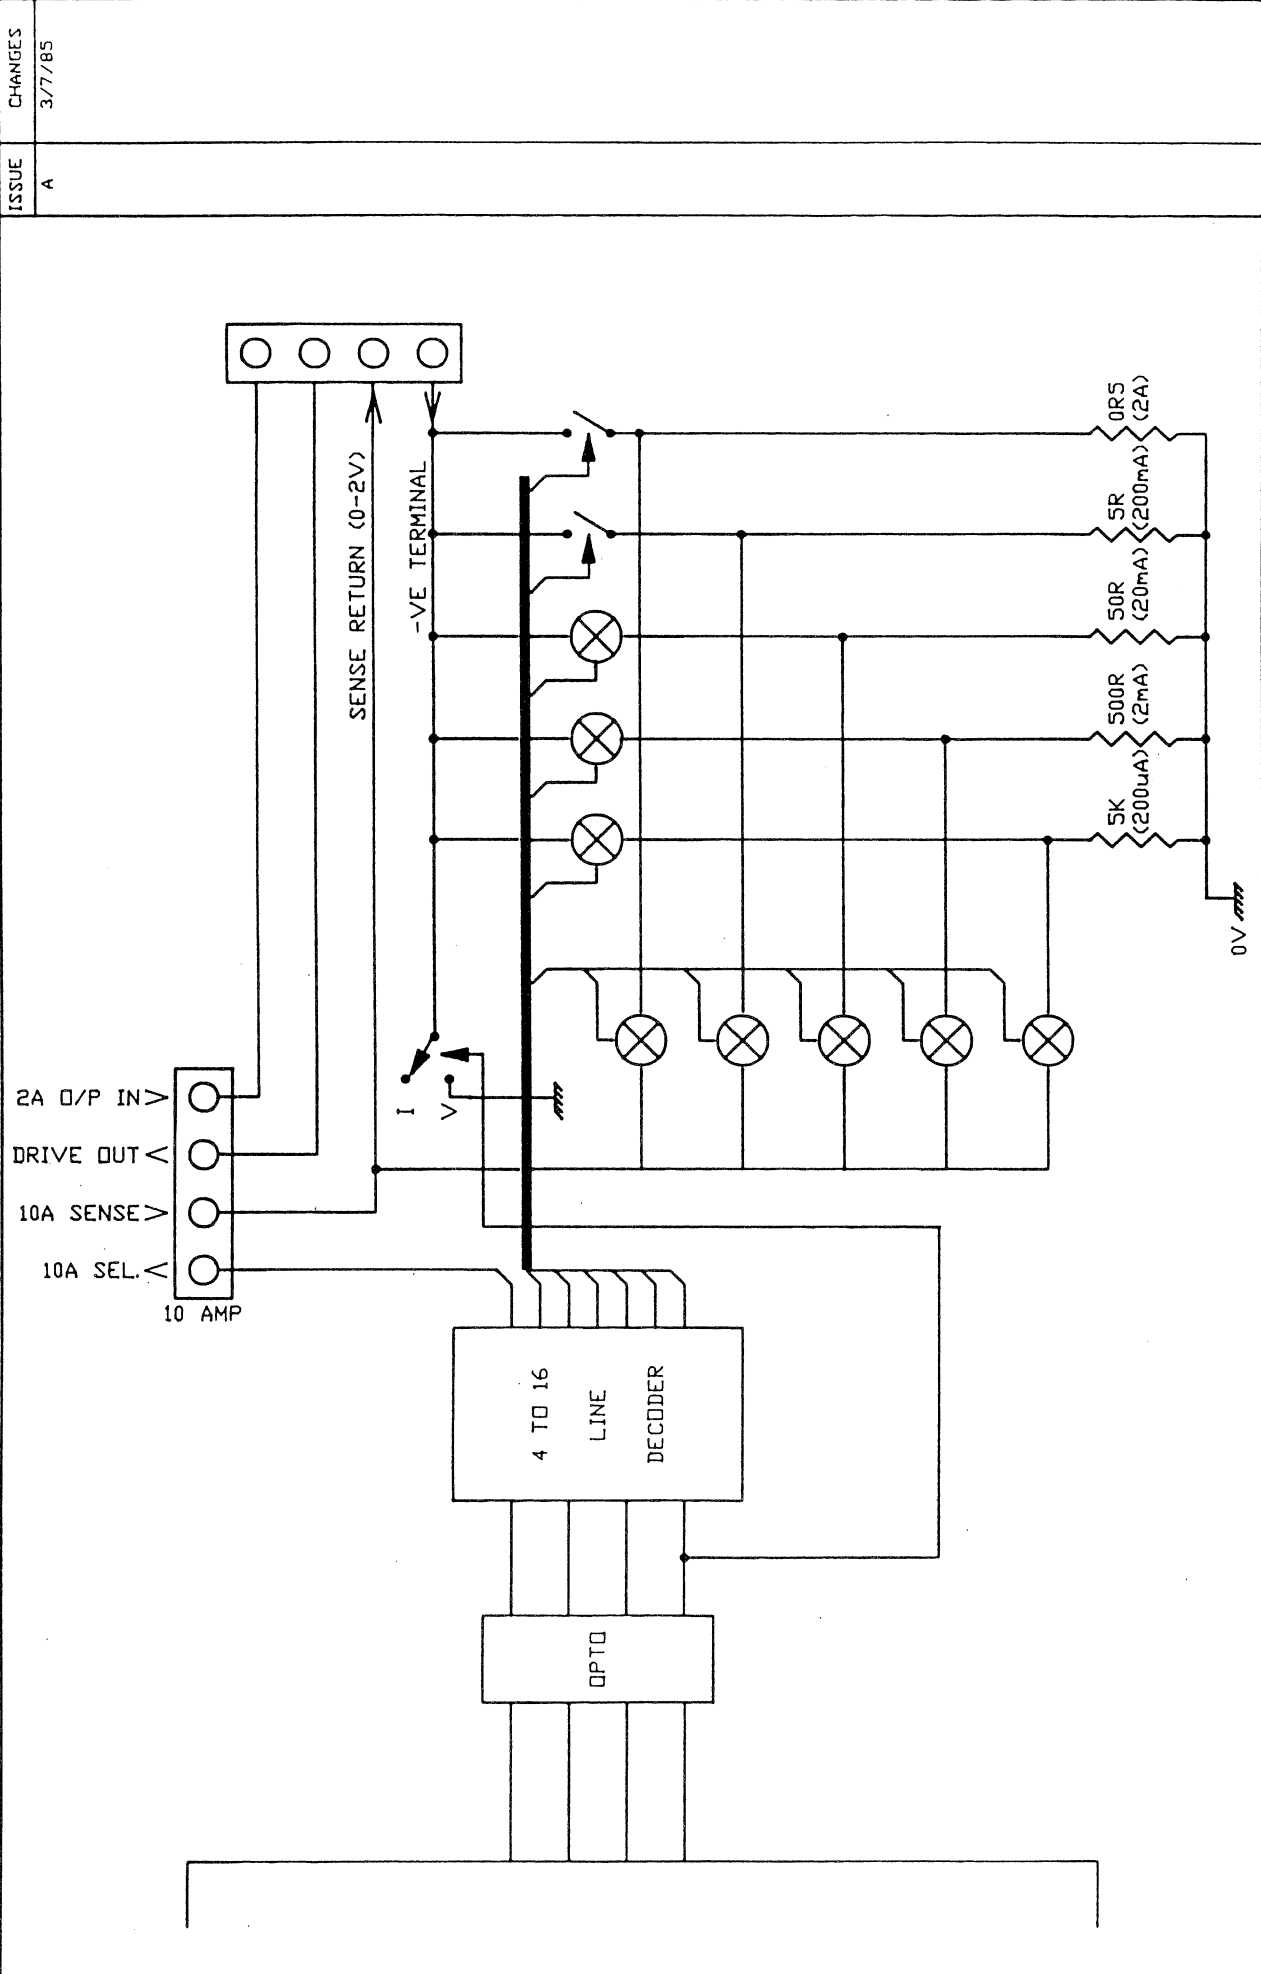 ISSUE CHANGES
A 3/7/85
SENSE RETURN (0-2V)
-VE TERMINAL
0R5
(2A)
5R
(200mA)
50R
(20mA)
500R
(2mA)
5K
(200uA)
0V
I
V
2A O/P IN>
DRIVE OUT<
10A SENSE>
10A SEL.<
10 AMP
4 TO 16
LINE
DECODER
OPTO